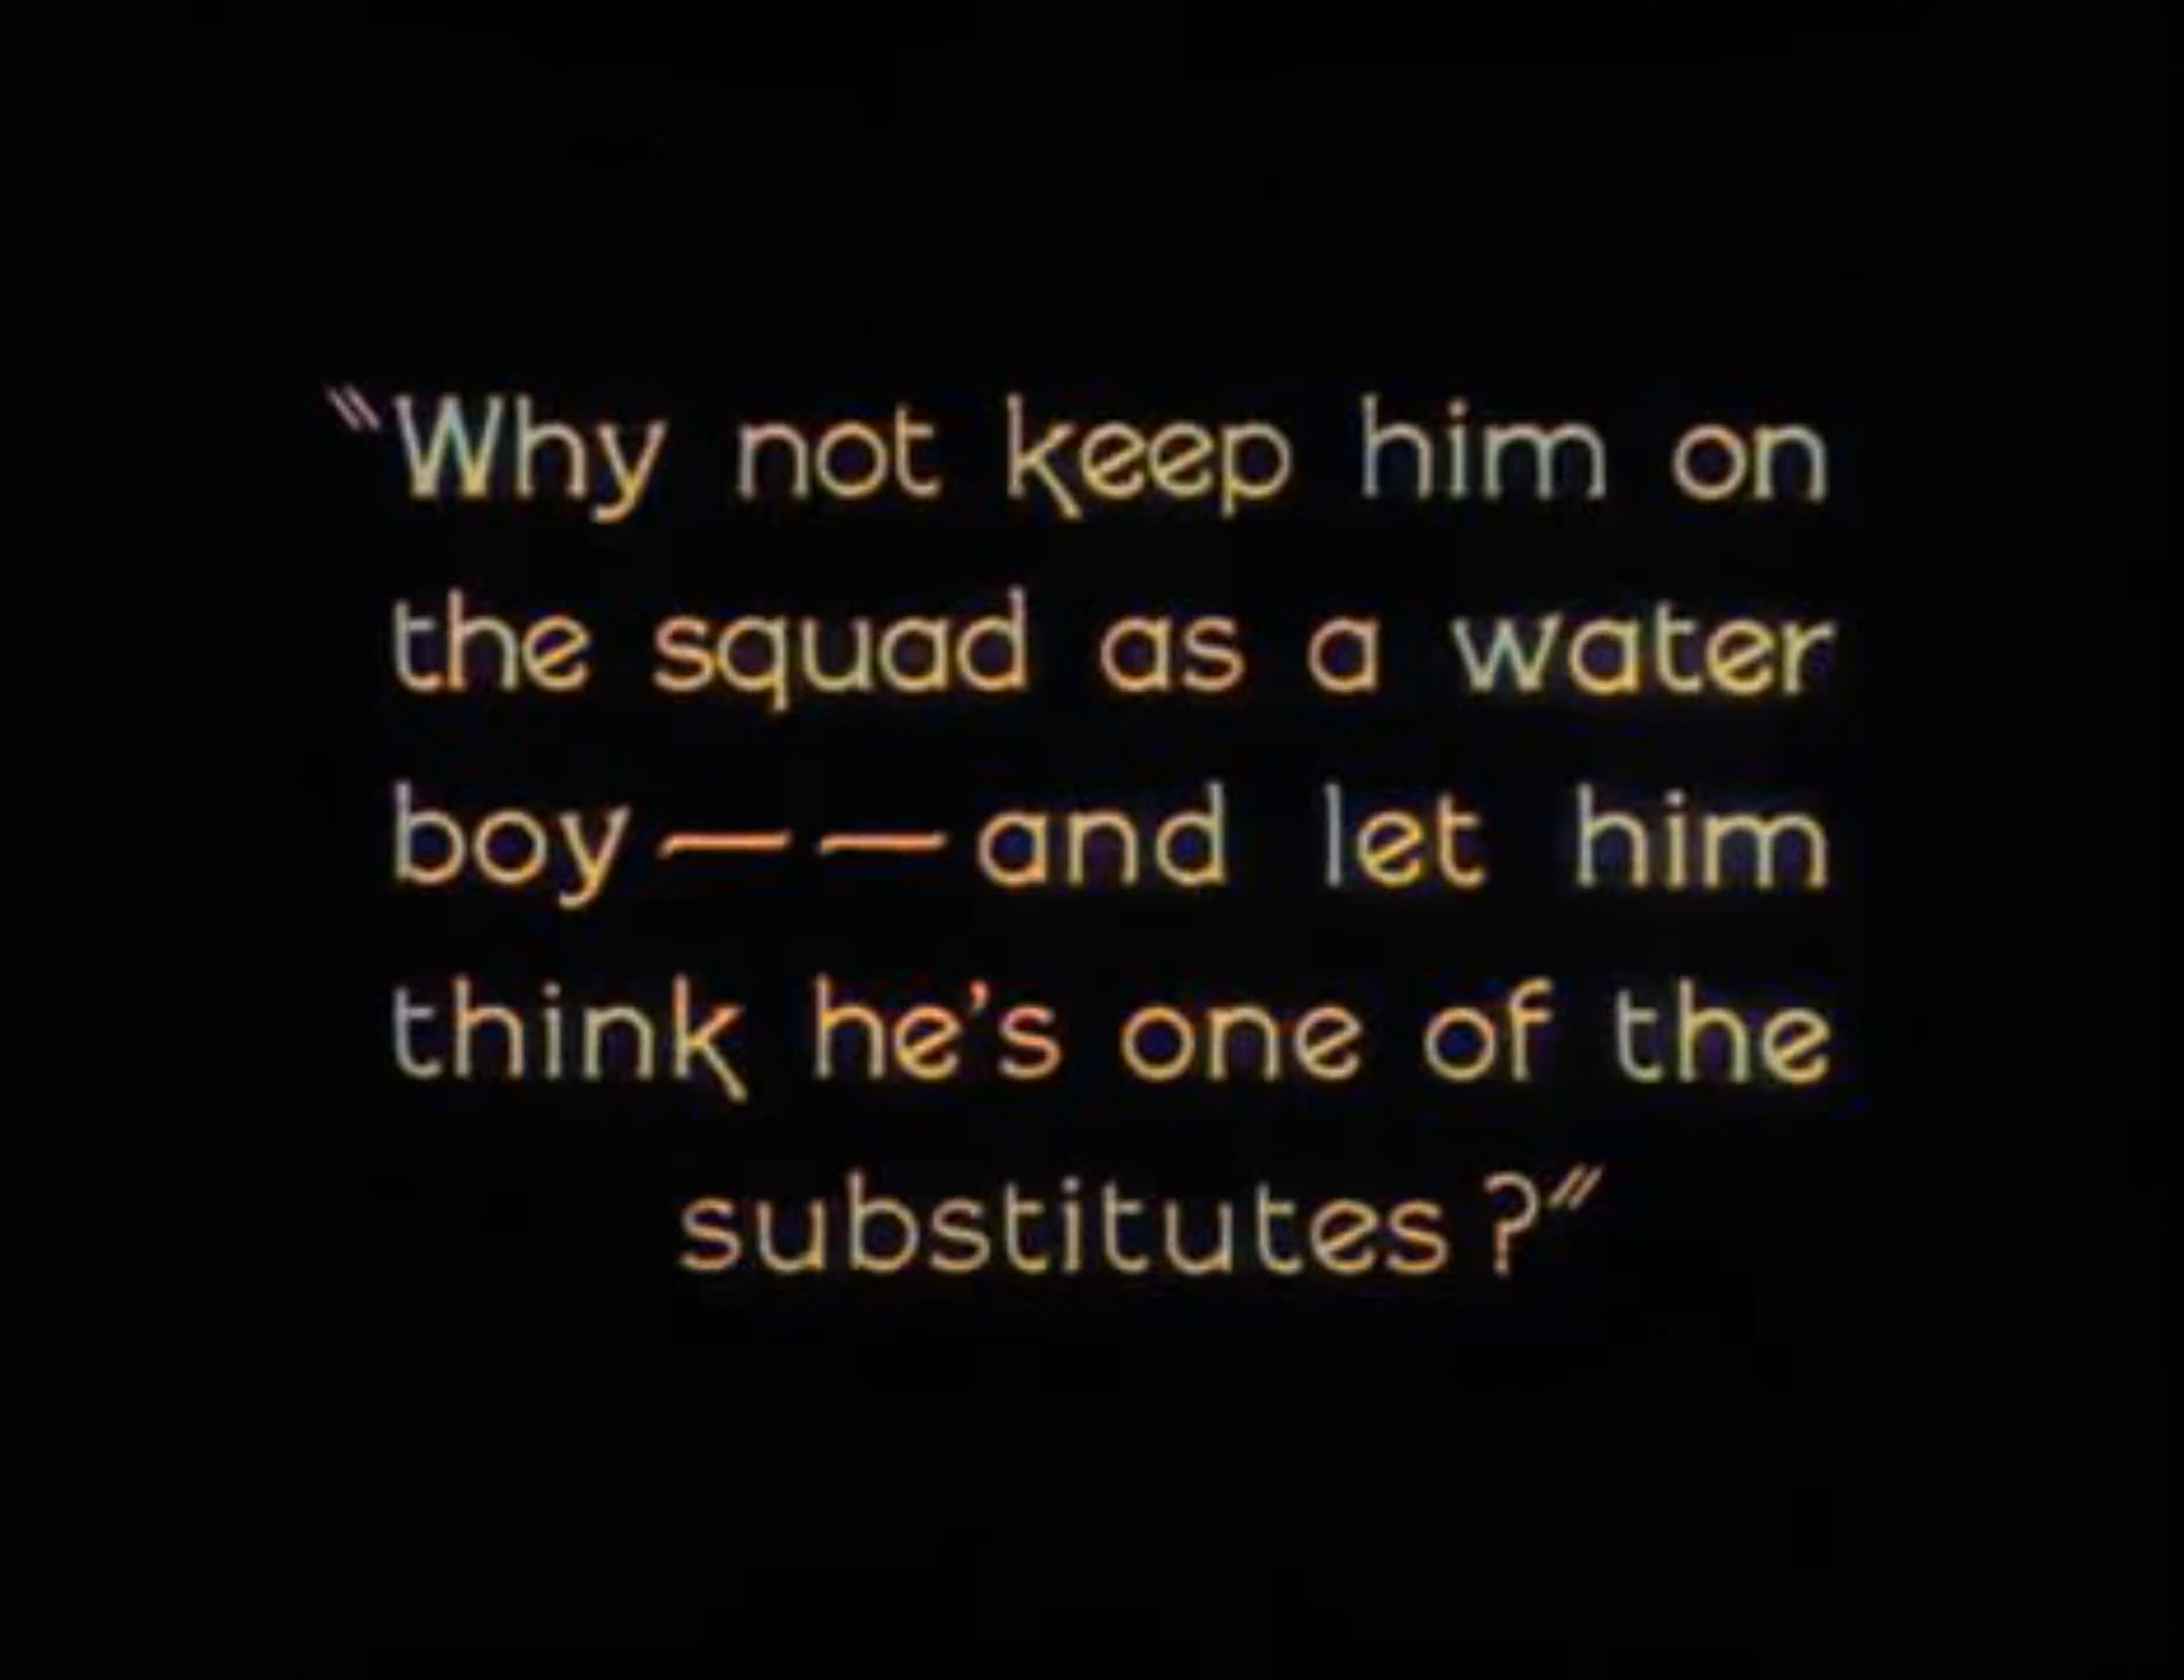 "Why not keep him on
the squad as a water
boy——and let him
think he's one of the
substitutes?"